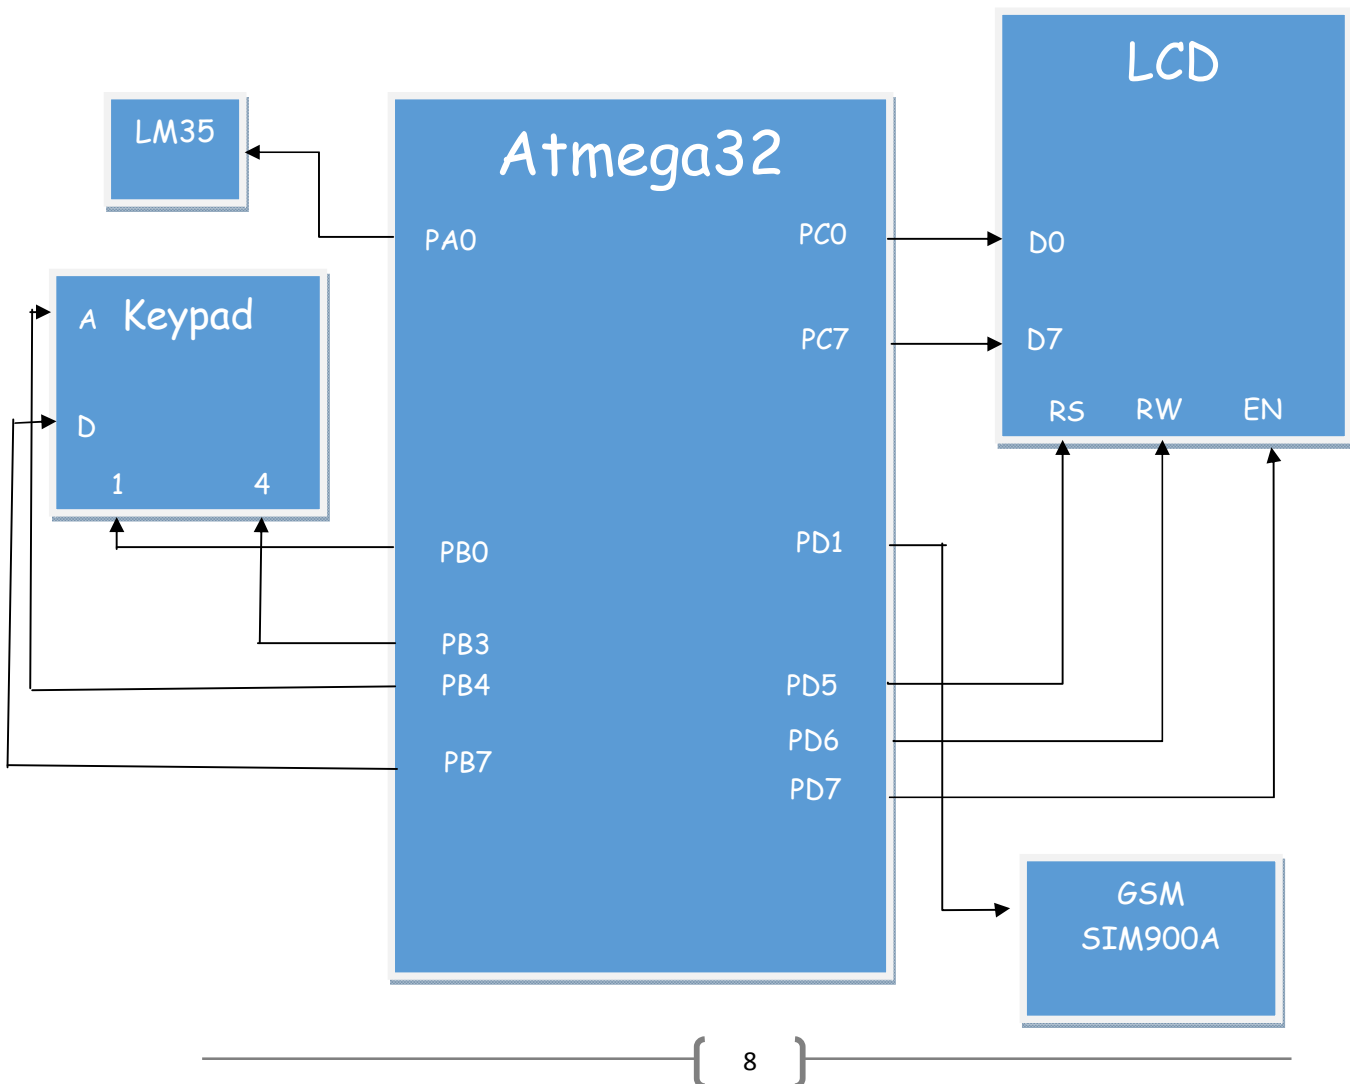 LCD
LM35
Atmega32
PA0
PC0
D0
A Keypad
PC7
D7
RS RW EN
D
1 4
PB0
PD1
PB3
PB4
PD5
PD6
PB7
PD7
GSM
SIM900A
8